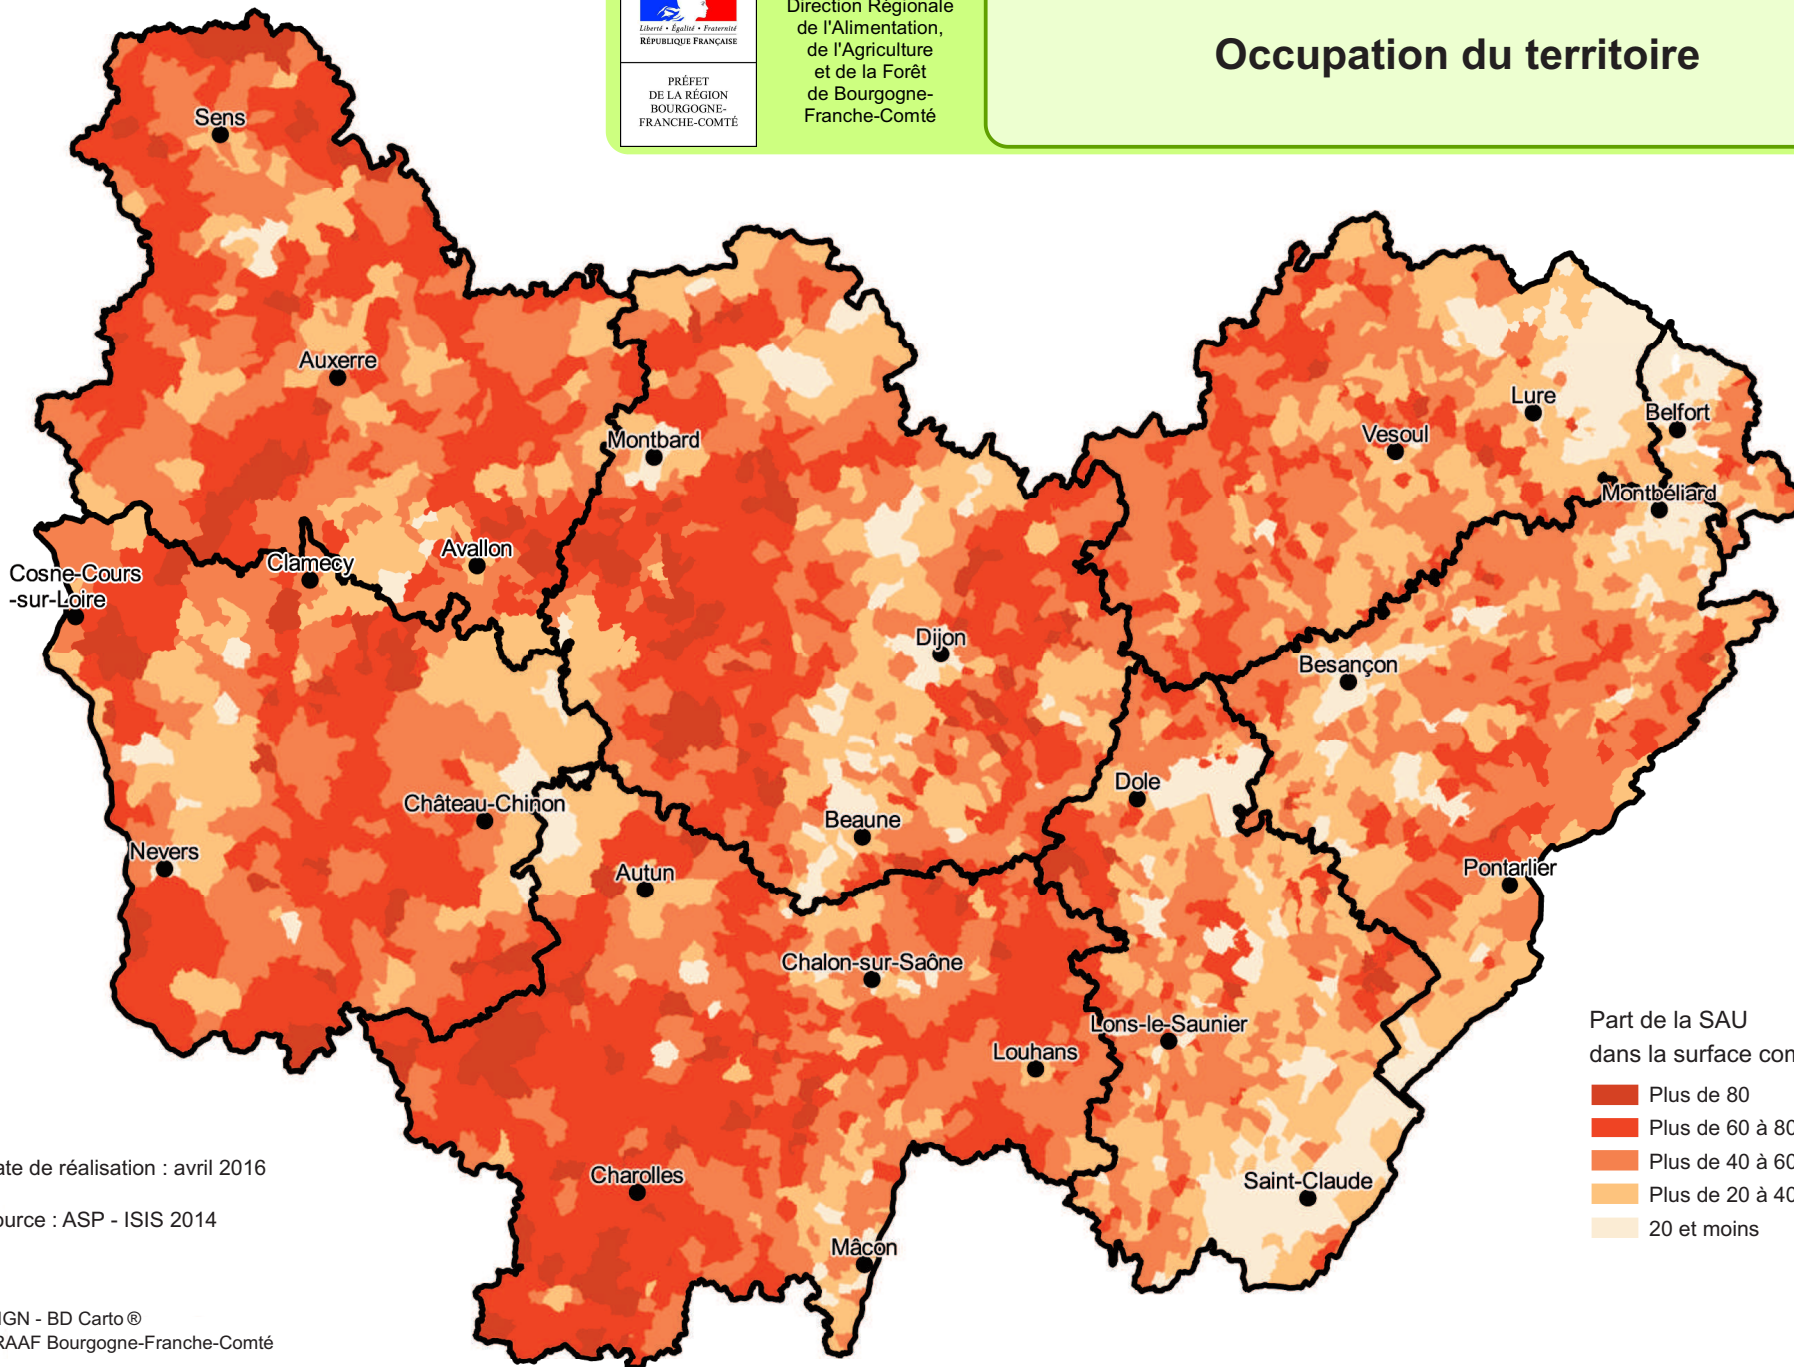 Liberté • Égalité • Fraternité
RÉPUBLIQUE FRANÇAISE
PRÉFET
DE LA RÉGION
BOURGOGNE-
FRANCHE-COMTÉ
Direction Régionale
de l'Alimentation,
de l'Agriculture
et de la Forêt
de Bourgogne-
Franche-Comté
Occupation du territoire
Sens
Auxerre
Montbard
Lure
Belfort
Vesoul
Montbéliard
Avallon
Clamecy
Cosne-Cours
-sur-Loire
Dijon
Besançon
Dole
Château-Chinon
Beaune
Nevers
Autun
Pontarlier
Chalon-sur-Saône
Lons-le-Saunier
Louhans
Charolles
Saint-Claude
Mâcon
Part de la SAU
dans la surface com
Plus de 80
Plus de 60 à 80
Plus de 40 à 60
Plus de 20 à 40
20 et moins
ate de réalisation : avril 2016
ource : ASP - ISIS 2014
IGN - BD Carto ®
RAAF Bourgogne-Franche-Comté